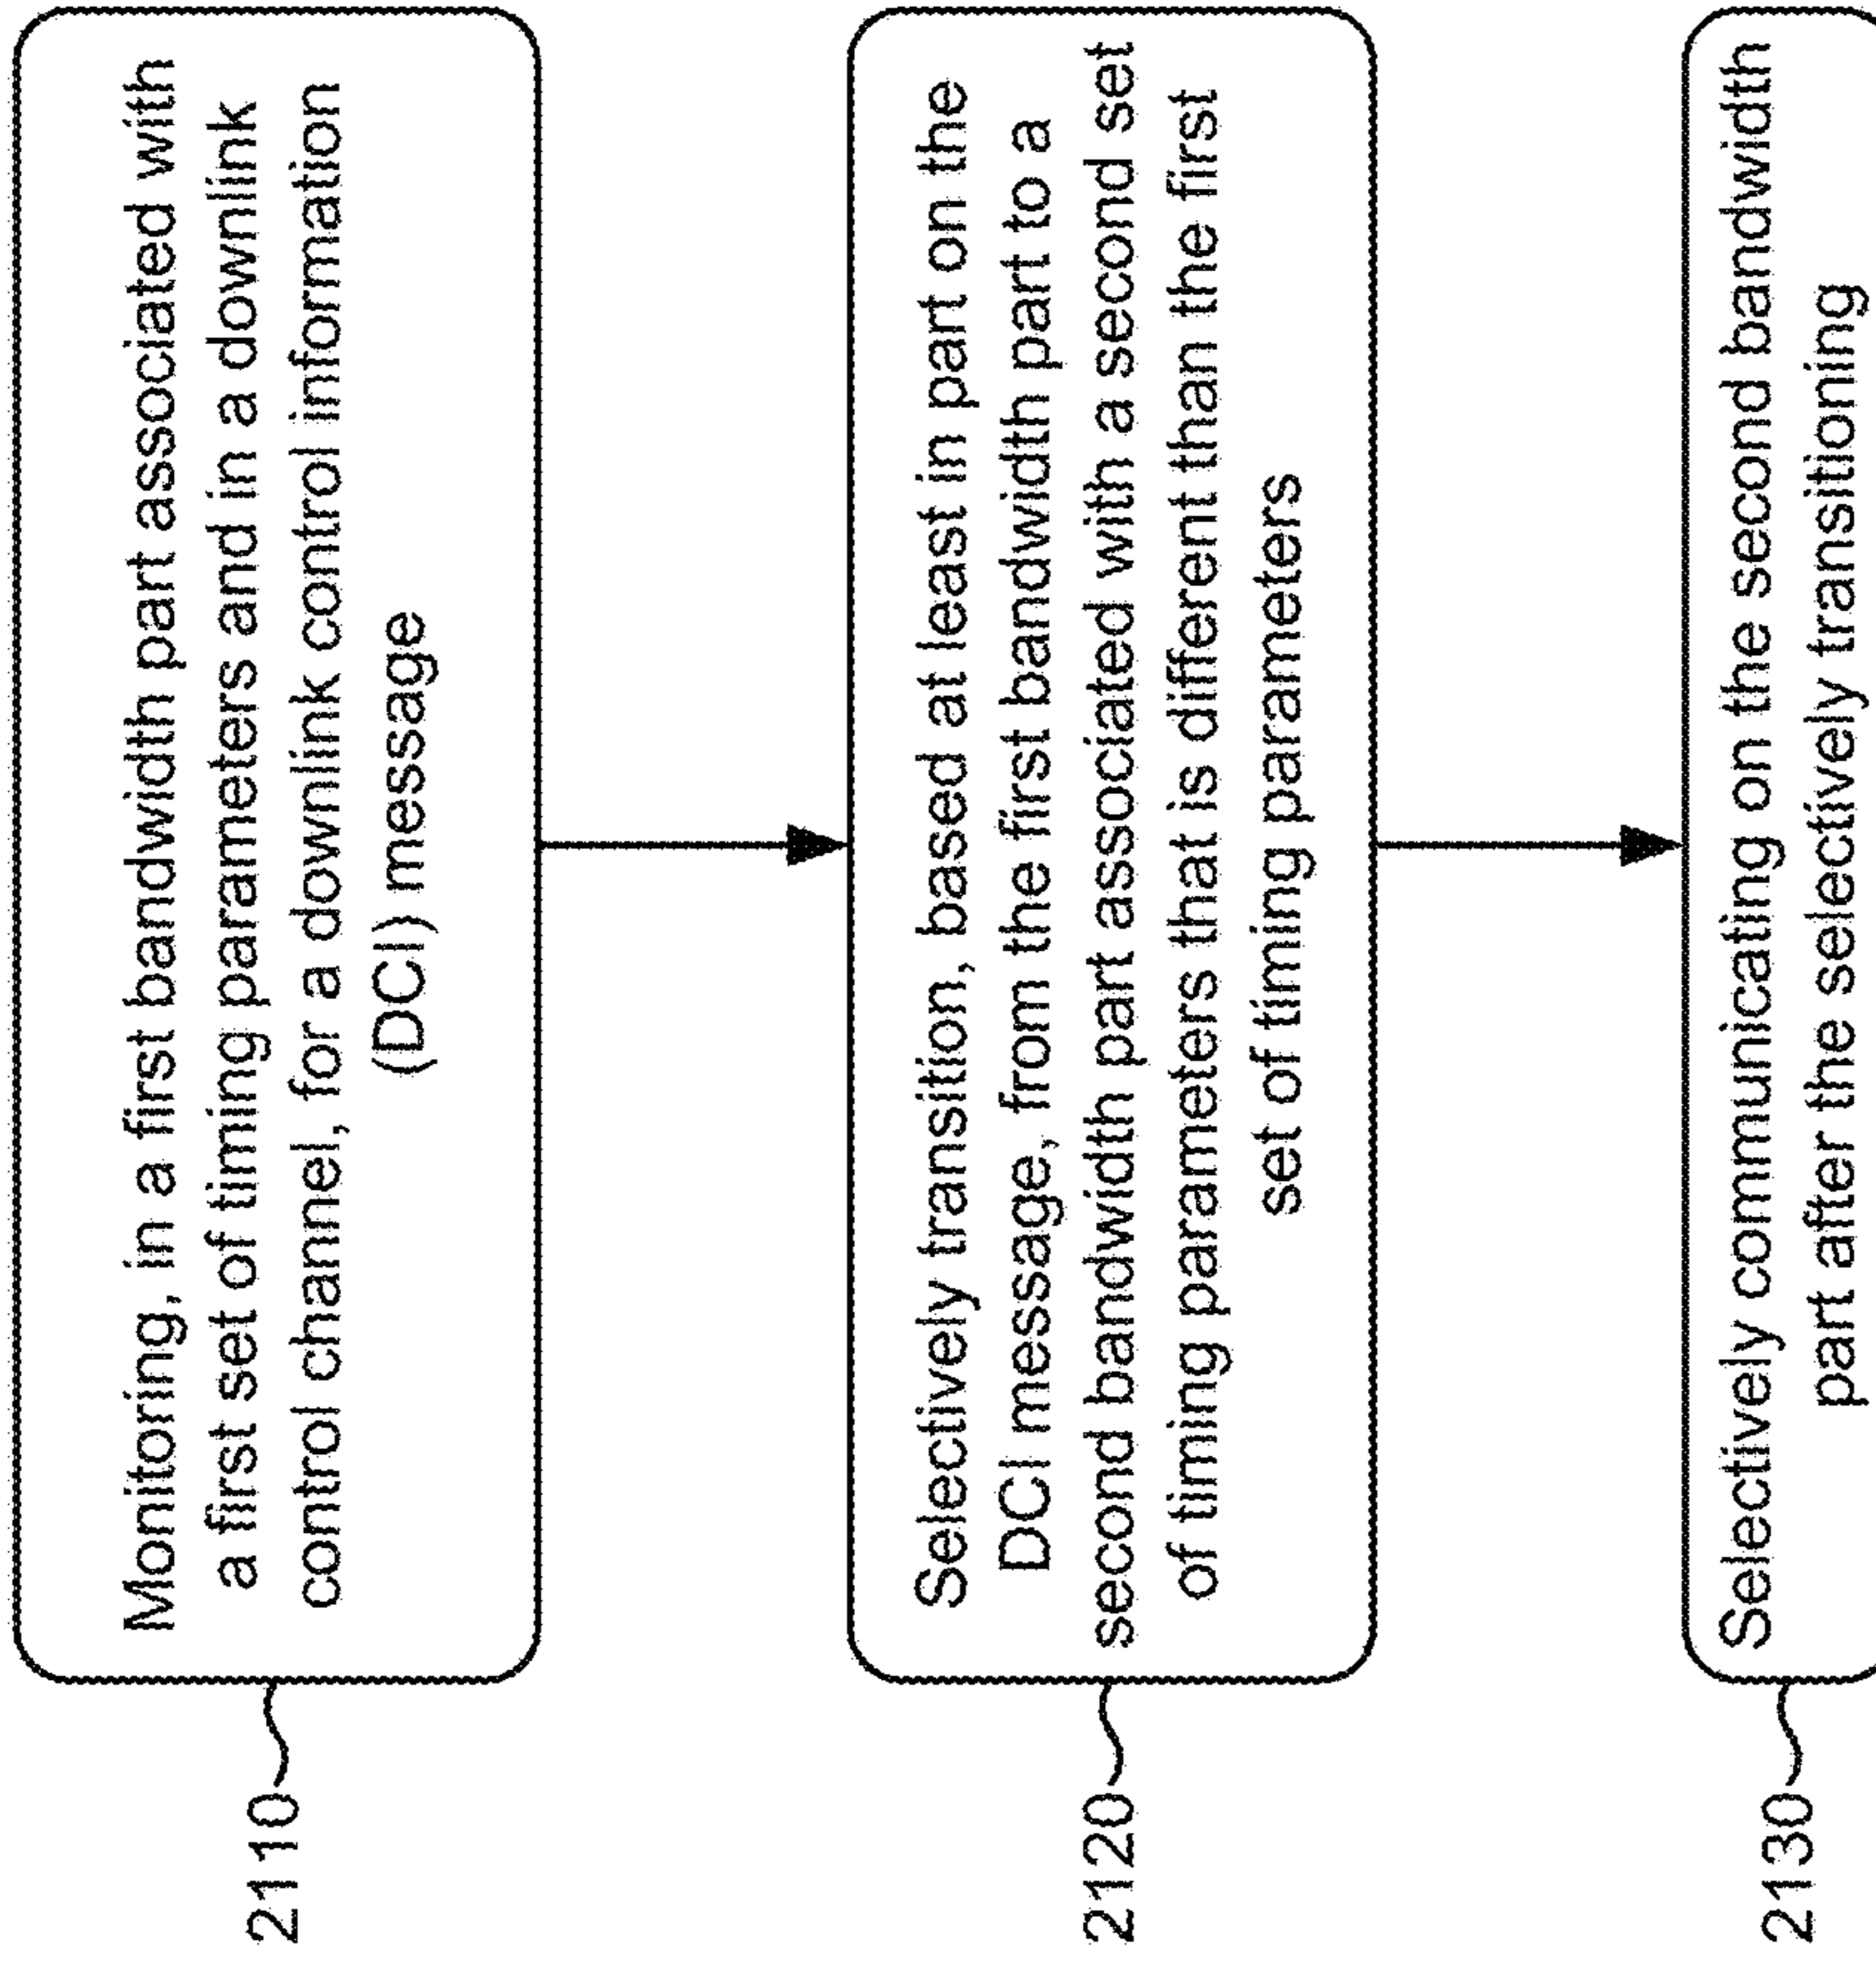 2110
Monitoring, in a first bandwidth part associated with
a first set of timing parameters and in a downlink
control channel, for a downlink control information
(DCI) message
2120
Selectively transition, based at least in part on the
DCI message, from the first bandwidth part to a
second bandwidth part associated with a second set
of timing parameters that is different than the first
set of timing parameters
2130
Selectively communicating on the second bandwidth
part after the selectively transitioning